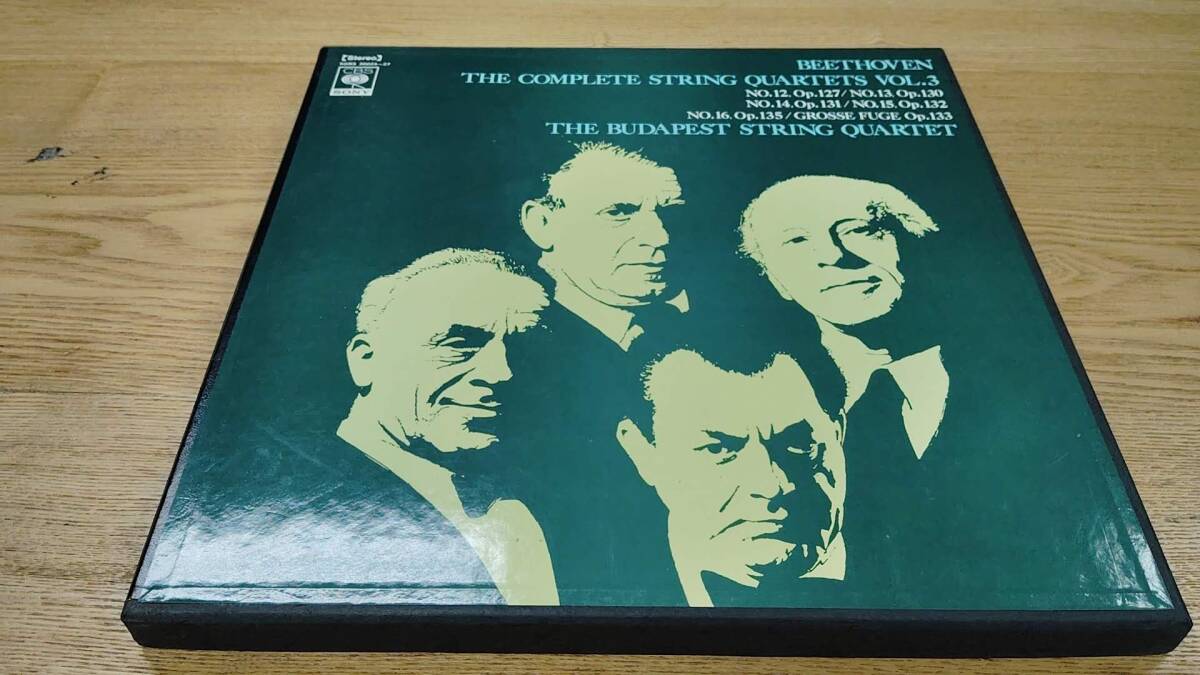 [Stereo]
CBS
SONY
BEETHOVEN
THE COMPLETE STRING QUARTETS VOL.3
NO.12, Op.127/NO.13, Op.130
NO.14, Op.131/NO.15, Op.132
NO.16, Op.135/GROSSE FUGE Op.133
THE BUDAPEST STRING QUARTET